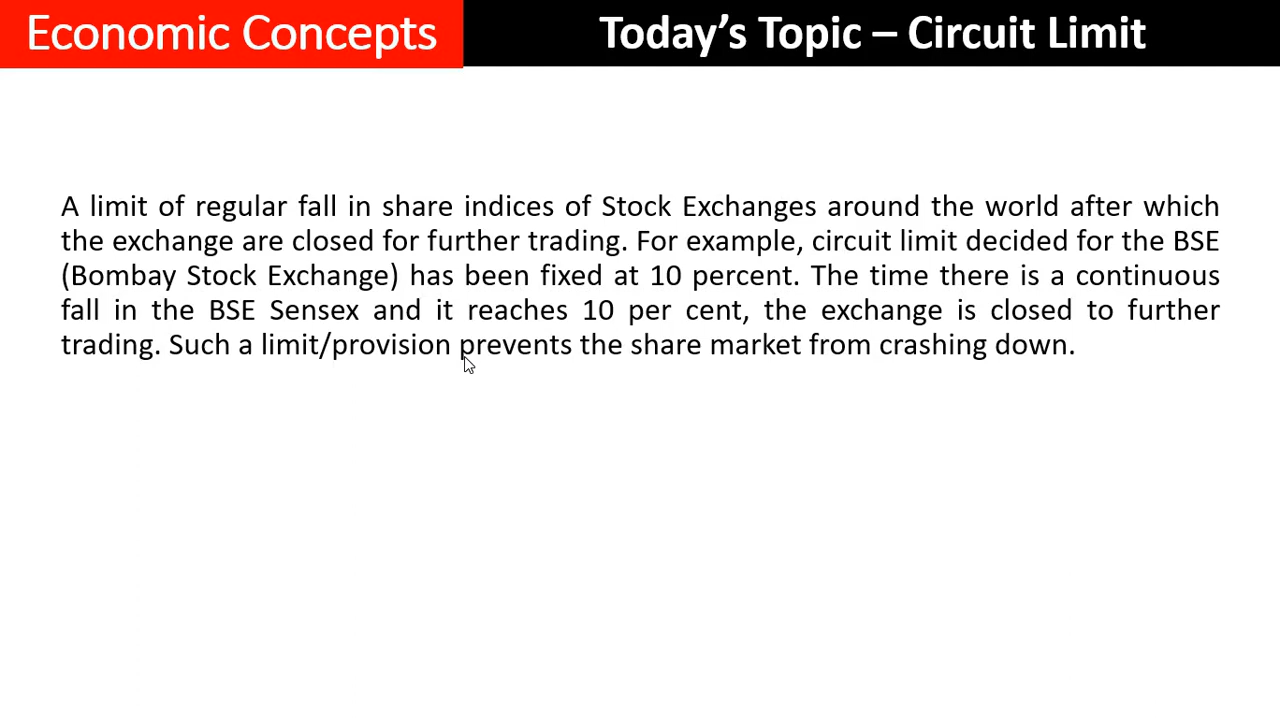 Economic Concepts
Today's Topic – Circuit Limit
A limit of regular fall in share indices of Stock Exchanges around the world after which
the exchange are closed for further trading. For example, circuit limit decided for the BSE
(Bombay Stock Exchange) has been fixed at 10 percent. The time there is a continuous
fall in the BSE Sensex and it reaches 10 per cent, the exchange is closed to further
trading. Such a limit/provision prevents the share market from crashing down.